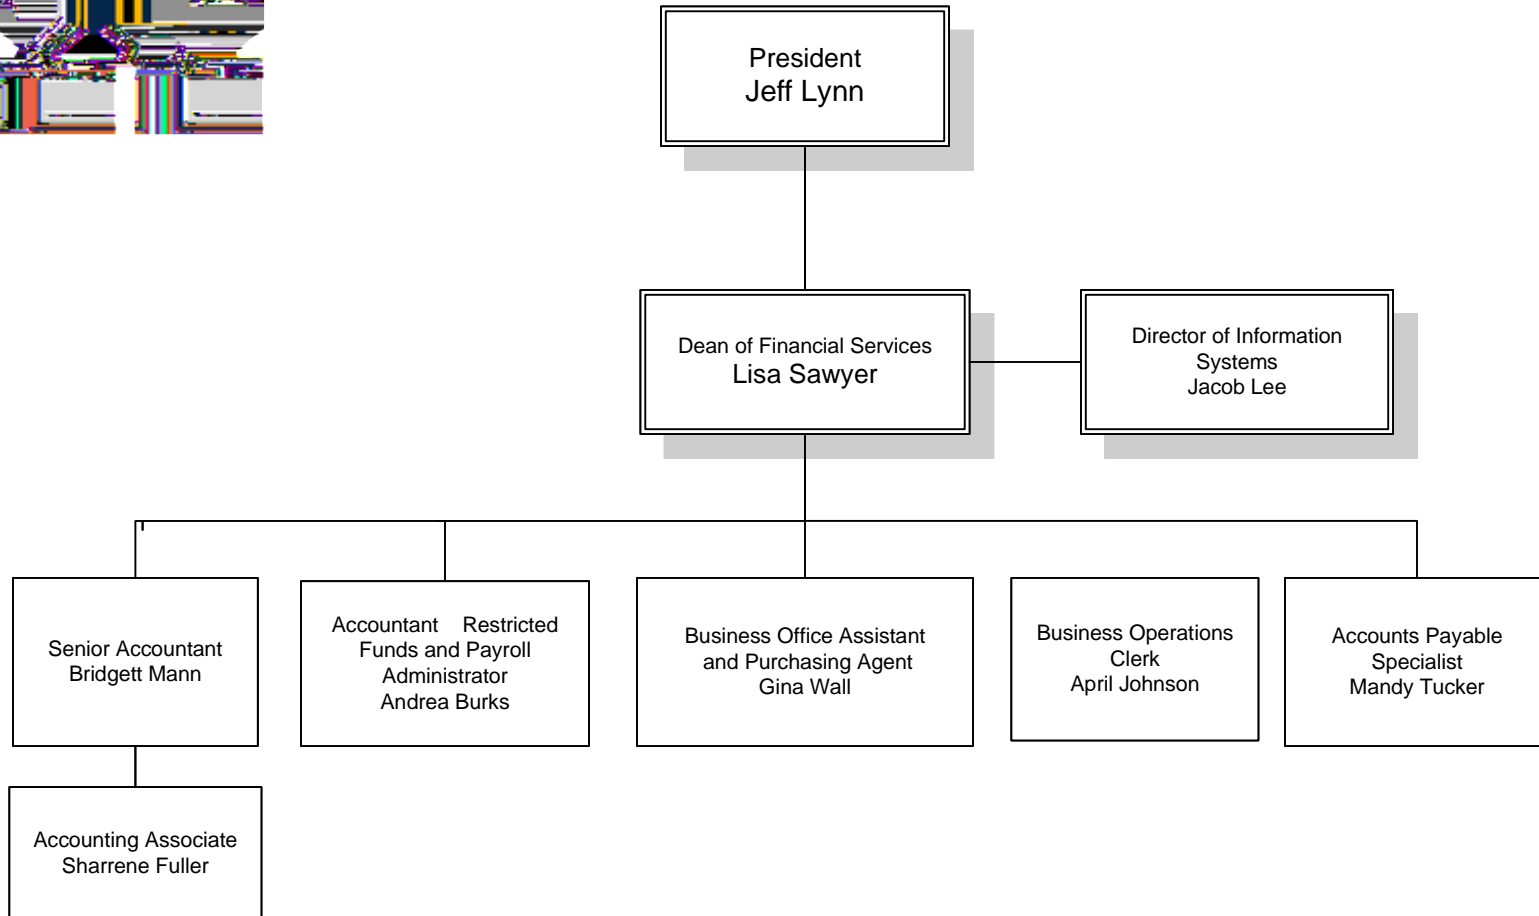 President
Jeff Lynn
Dean of Financial Services
Lisa Sawyer
Director of Information
Systems
Jacob Lee
Senior Accountant
Bridgett Mann
Accountant Restricted
Funds and Payroll
Administrator
Andrea Burks
Business Office Assistant
and Purchasing Agent
Gina Wall
Business Operations
Clerk
April Johnson
Accounts Payable
Specialist
Mandy Tucker
Accounting Associate
Sharrene Fuller